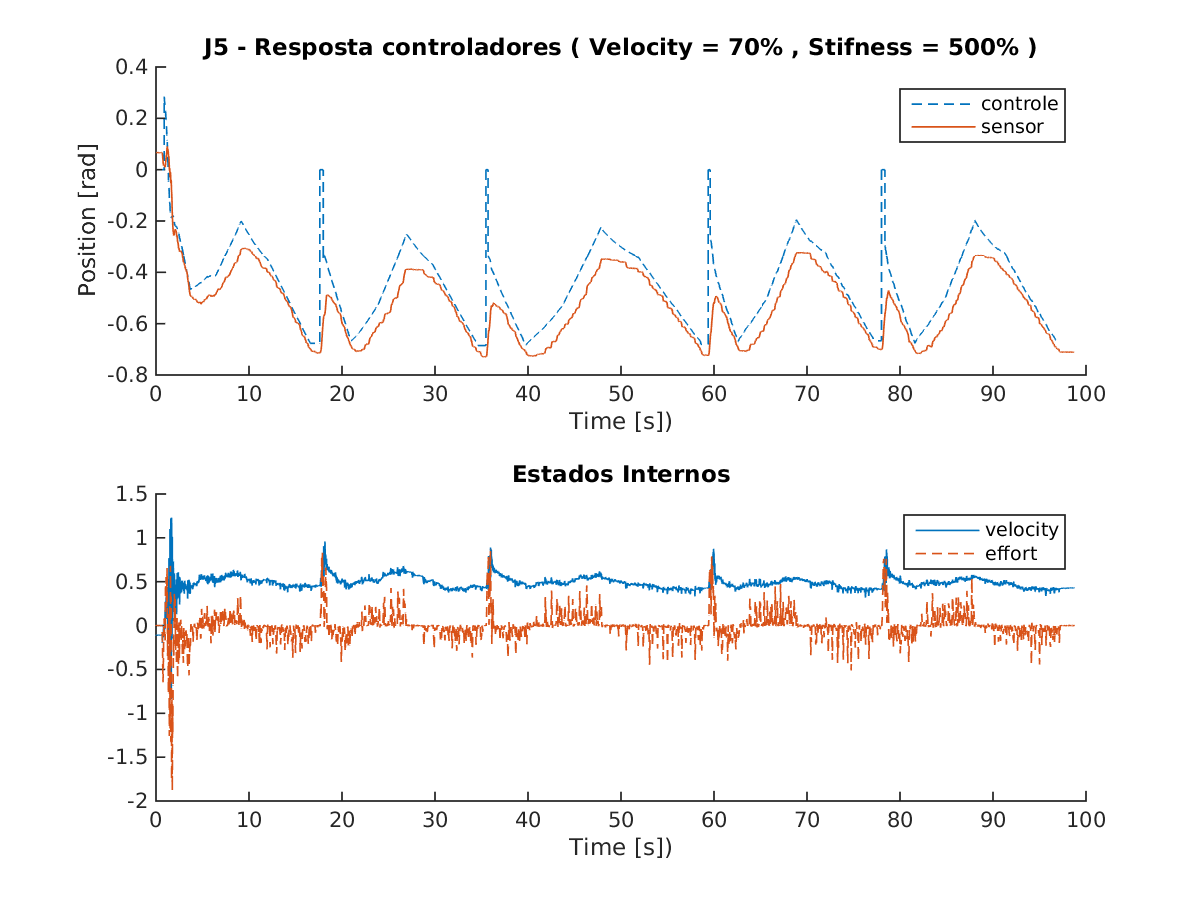 J5 - Resposta controladores ( Velocity = 70% , Stifness = 500% )
0.4
0.2
0
-0.2
-0.4
-0.6
-0.8
Position [rad]
controle
sensor
0 10 20 30 40 50 60 70 80 90 100
Time [s])
Estados Internos
1.5
1
0.5
0
-0.5
-1
-1.5
-2
velocity
effort
0 10 20 30 40 50 60 70 80 90 100
Time [s])